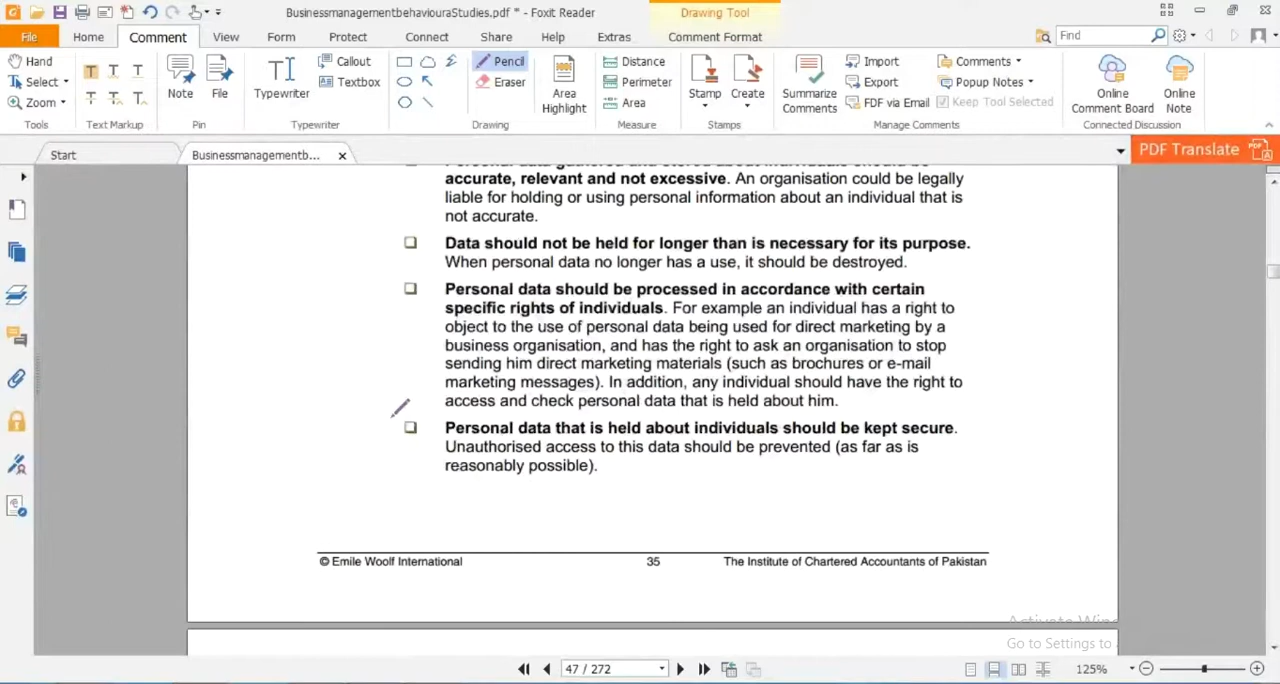 BusinessmanagementbehaviouraStudies.pdf * - Foxit Reader
Drawing Tool
File Home Comment View Form Protect Connect Share Help Extras Comment Format Find
Hand
Select
Zoom
Tools
T T T
T T T
Text Markup
Note
File
Pin
Typewriter
Callout
Textbox
Typewriter
Pencil
Eraser
Drawing
Area
Highlight
Distance
Perimeter
Area
Measure
Stamp
Create
Stamps
Summarize
Comments
Import
Export
FDF via Email
Comments
Popup Notes
Keep Tool Selected
Manage Comments
Online
Comment Board
Online
Note
Connected Discussion
Start
Businessmanagementb...
PDF Translate
Personal data gathered and stored about individuals should be
accurate, relevant and not excessive. An organisation could be legally
liable for holding or using personal information about an individual that is
not accurate.
Data should not be held for longer than is necessary for its purpose.
When personal data no longer has a use, it should be destroyed.
Personal data should be processed in accordance with certain
specific rights of individuals. For example an individual has a right to
object to the use of personal data being used for direct marketing by a
business organisation, and has the right to ask an organisation to stop
sending him direct marketing materials (such as brochures or e-mail
marketing messages). In addition, any individual should have the right to
access and check personal data that is held about him.
Personal data that is held about individuals should be kept secure.
Unauthorised access to this data should be prevented (as far as is
reasonably possible).
© Emile Woolf International 35 The Institute of Chartered Accountants of Pakistan
Activate Win
Go to Settings to
47 / 272
125%